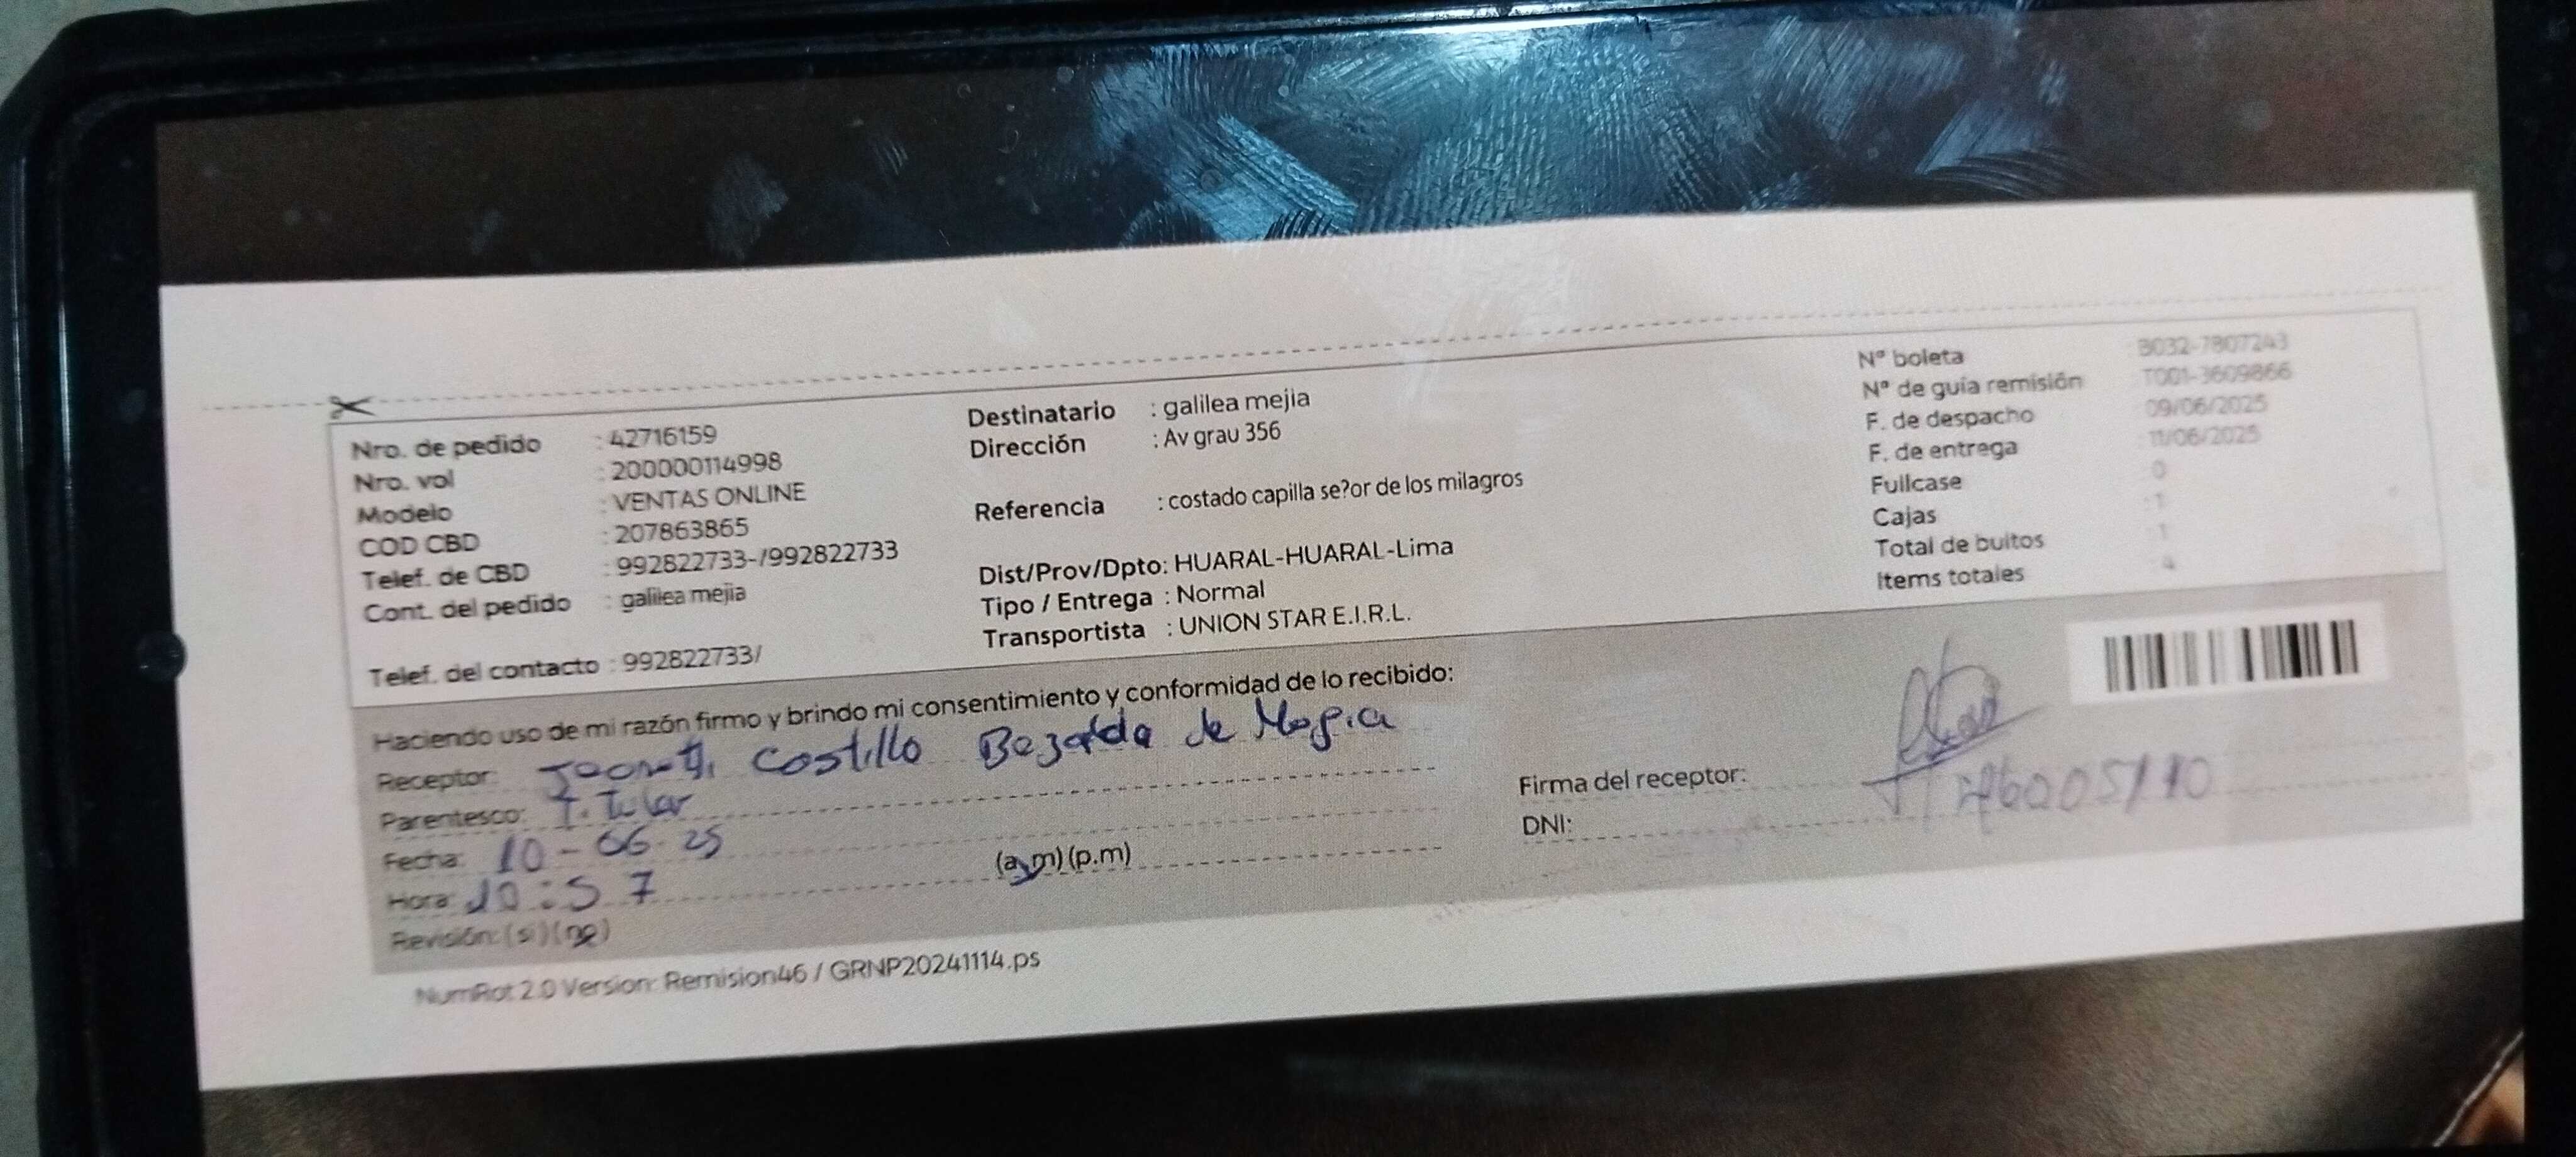 Nro. de pedido : 42716159
Nro. vol : 200000114998
Modelo : VENTAS ONLINE
COD CBD : 207863865
Telef. de CBD : 992822733-/992822733
Cont. del pedido : galilea mejia
Telef. del contacto : 992822733/
Destinatario : galilea mejia
Dirección : Av grau 356
Referencia : costado capilla se?or de los milagros
Dist/Prov/Dpto: HUARAL-HUARAL-Lima
Tipo / Entrega : Normal
Transportista : UNION STAR E.I.R.L.
Nº boleta : B032-7807243
Nº de guía remisión : T001-3609866
F. de despacho : 09/06/2025
F. de entrega : 11/06/2025
Fullcase : 0
Cajas : 1
Total de bultos : 1
Items totales : 4
Haciendo uso de mi razón firmo y brindo mi consentimiento y conformidad de lo recibido:
Receptor: Costillo de
Parentesco: Titular
Fecha: 10-06-25
Hora: 10:57 (a.m) (p.m)
Revisión: (si) (no)
Firma del receptor:
DNI:
NumRot 2.0 Version: Remision46 / GRNP20241114.ps